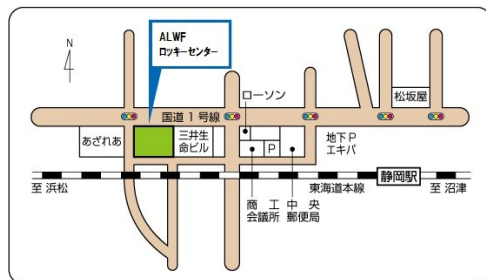 ALWF
ロッキーセンター
N
ローソン
松坂屋
国道1号線
あざれあ
三井生
命ビル
P
地下P
エキパ
至 浜松
商工
会議所
中央
郵便局
東海道本線
静岡駅
至 沼津